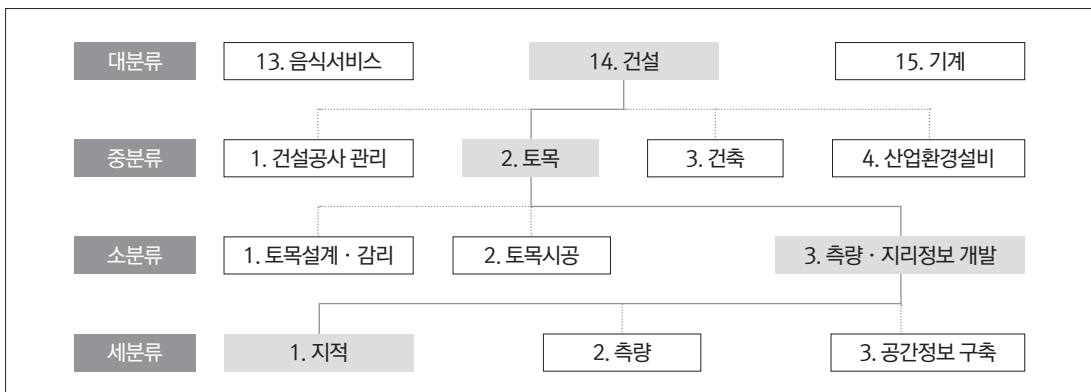 대분류 13. 음식서비스 14. 건설 15. 기계
중분류 1. 건설공사 관리 2. 토목 3. 건축 4. 산업환경설비
소분류 1. 토목설계 · 감리 2. 토목시공 3. 측량 · 지리정보 개발
세분류 1. 지적 2. 측량 3. 공간정보 구축